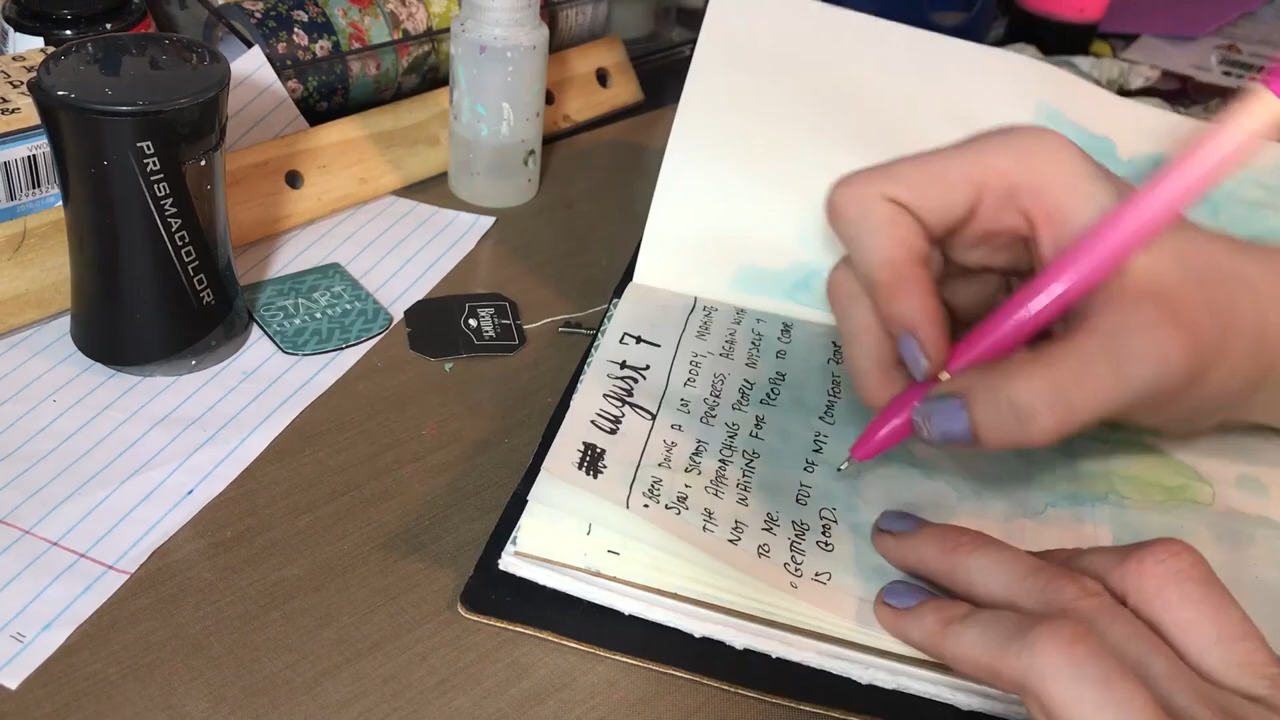 PRISMACOLOR
START
SOMEWHERE
august 7
• BEEN DOING A LOT TODAY, MAKING
SLOW & STEADY PROGRESS. AGAIN WITH
THE APPROACHING PEOPLE MYSELF &
NOT WAITING FOR PEOPLE TO COME
TO ME.
• GETTING OUT OF MY COMFORT ZONE
IS GOOD.